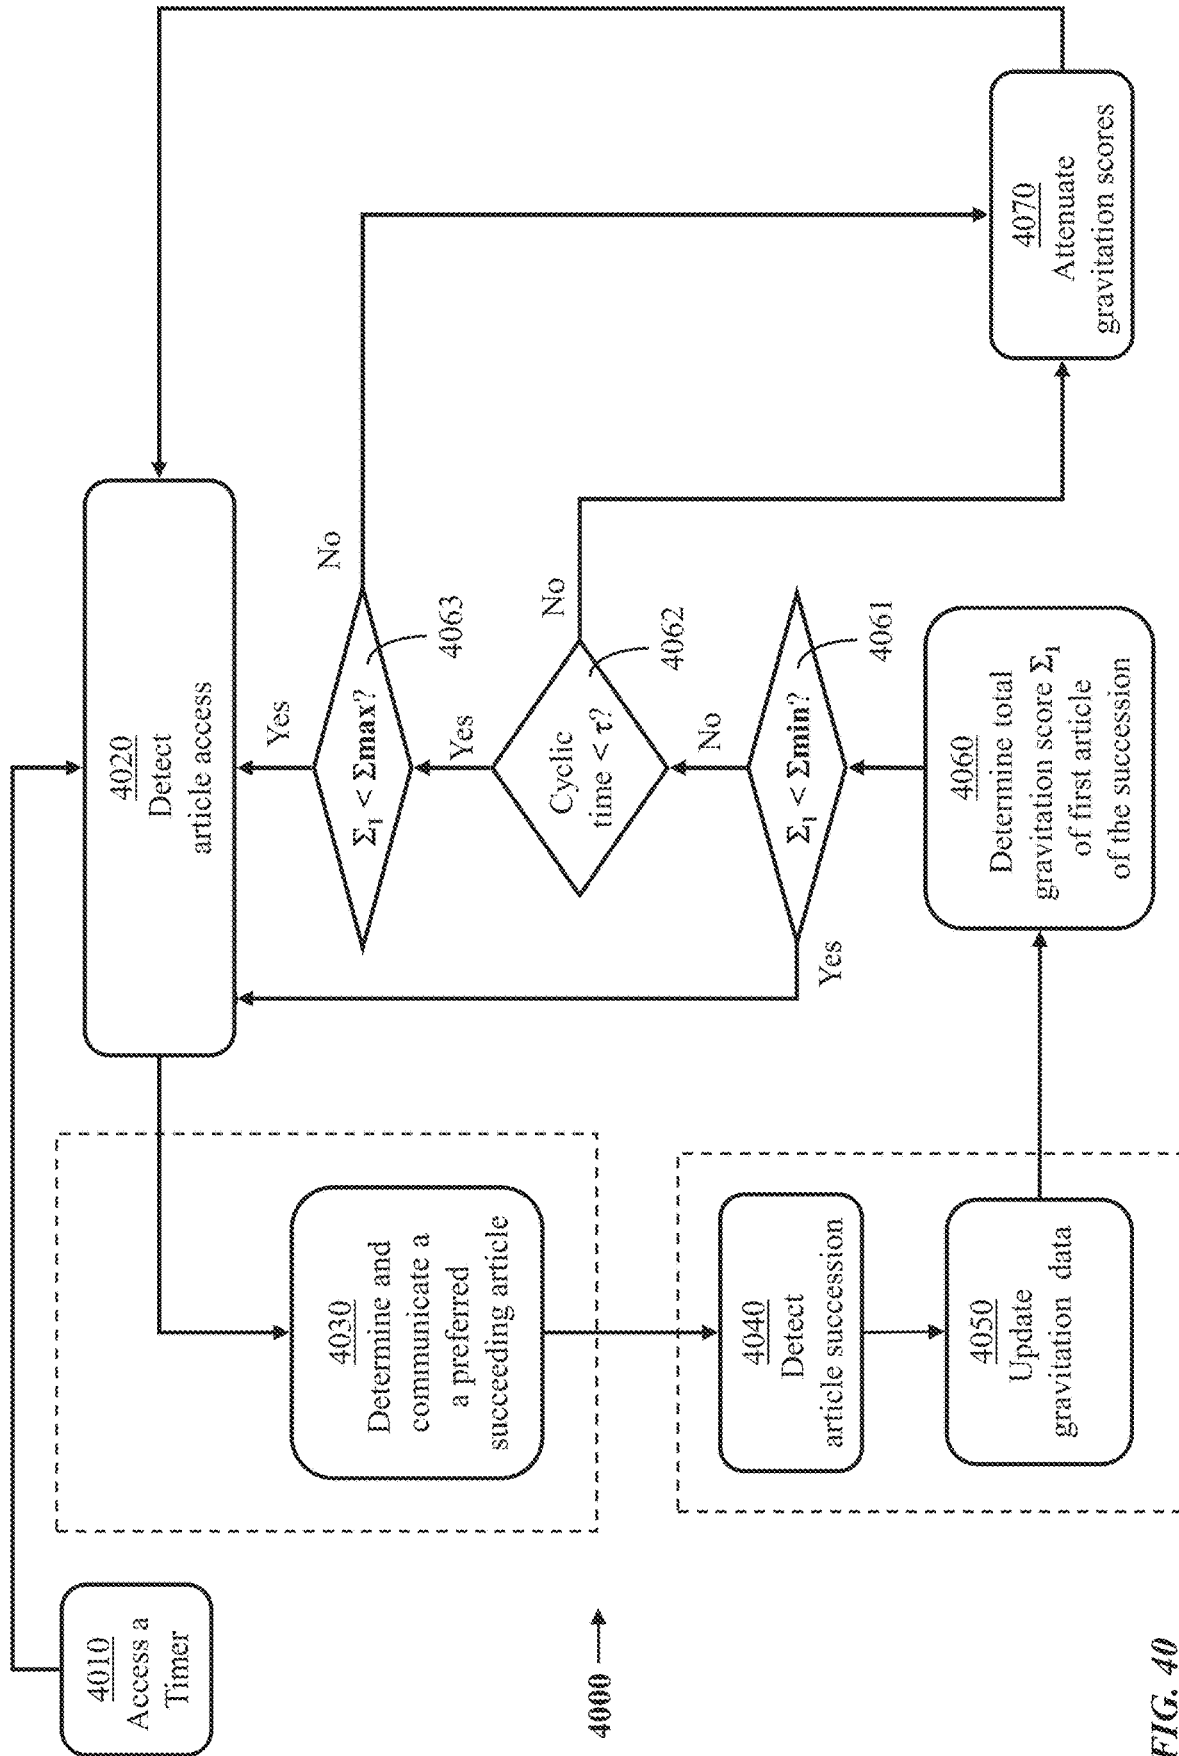 4010
Access a
Timer
4020
Detect
article access
4030
Determine and
communicate a
a preferred
succeeding article
4040
Detect
article succession
4050
Update
gravitation data
4060
Determine total
gravitation score Σ₁
of first article
of the succession
Σ₁ < Σmin?
4061
Yes
No
Cyclic
time < τ?
4062
Yes
No
Σ₁ < Σmax?
4063
Yes
No
4070
Attenuate
gravitation scores
4000
FIG. 40